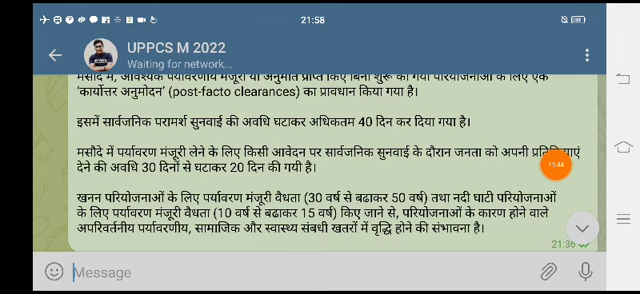 21:58
UPPCS M 2022
Waiting for network...
मसौदे में, आवश्यक पर्यावरणीय मंजूरी या अनुमति प्राप्त किए बिना शुरू की गयी परियोजनाओं के लिए एक
‘कार्योत्तर अनुमोदन’ (post-facto clearances) का प्रावधान किया गया है।
इसमें सार्वजनिक परामर्श सुनवाई की अवधि घटाकर अधिकतम 40 दिन कर दिया गया है।
मसौदे में पर्यावरण मंजूरी लेने के लिए किसी आवेदन पर सार्वजनिक सुनवाई के दौरान जनता को अपनी
देने की अवधि 30 दिनों से घटाकर 20 दिन की गयी है।
11:44
खनन परियोजनाओं के लिए पर्यावरण मंजूरी वैधता (30 वर्ष से बढाकर 50 वर्ष) तथा नदी घाटी परियोजनाओं
के लिए पर्यावरण मंजूरी वैधता (10 वर्ष से बढाकर 15 वर्ष) किए जाने से, परियोजनाओं के कारण होने वाले
अपरिवर्तनीय पर्यावरणीय, सामाजिक और स्वास्थ्य संबंधी खतरों में वृद्धि होने की संभावना है।
21:36
Message